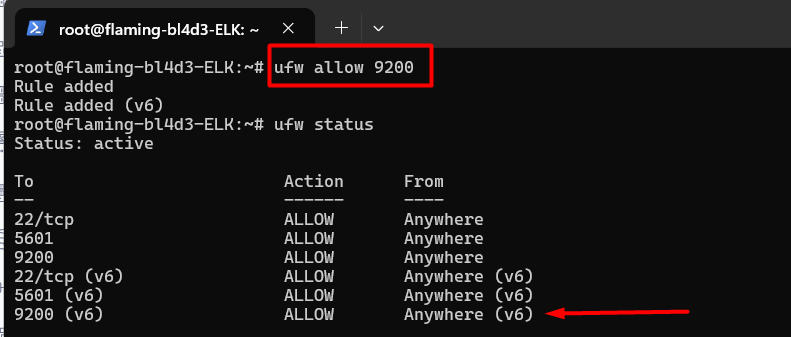 root@flaming-bl4d3-ELK: ~
root@flaming-bl4d3-ELK:~# ufw allow 9200
Rule added
Rule added (v6)
root@flaming-bl4d3-ELK:~# ufw status
Status: active
To                         Action      From
--                         ------      ----
22/tcp                     ALLOW       Anywhere
5601                       ALLOW       Anywhere
9200                       ALLOW       Anywhere
22/tcp (v6)                ALLOW       Anywhere (v6)
5601 (v6)                  ALLOW       Anywhere (v6)
9200 (v6)                  ALLOW       Anywhere (v6)